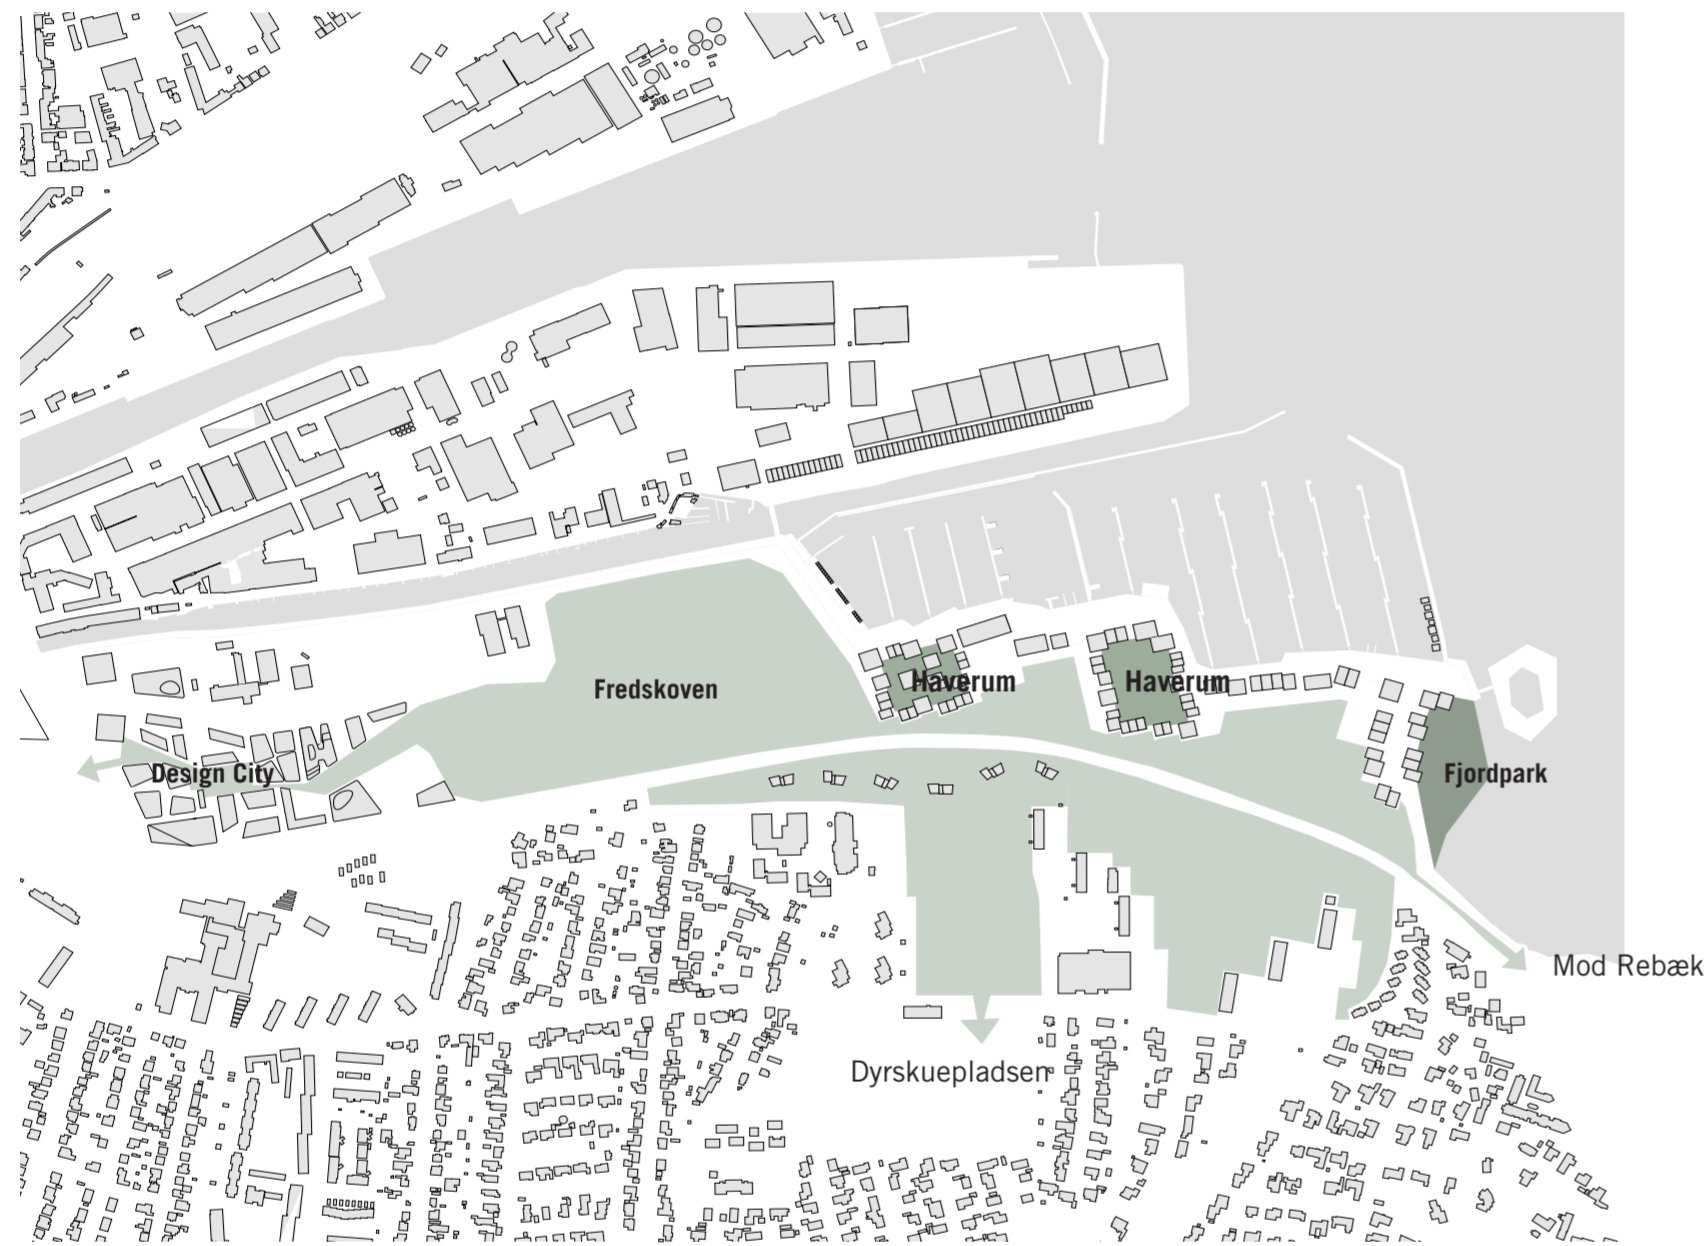 Fredskoven
Haverum
Haverum
Design City
Fjordpark
Mod Rebæk
Dyrskuepladsen